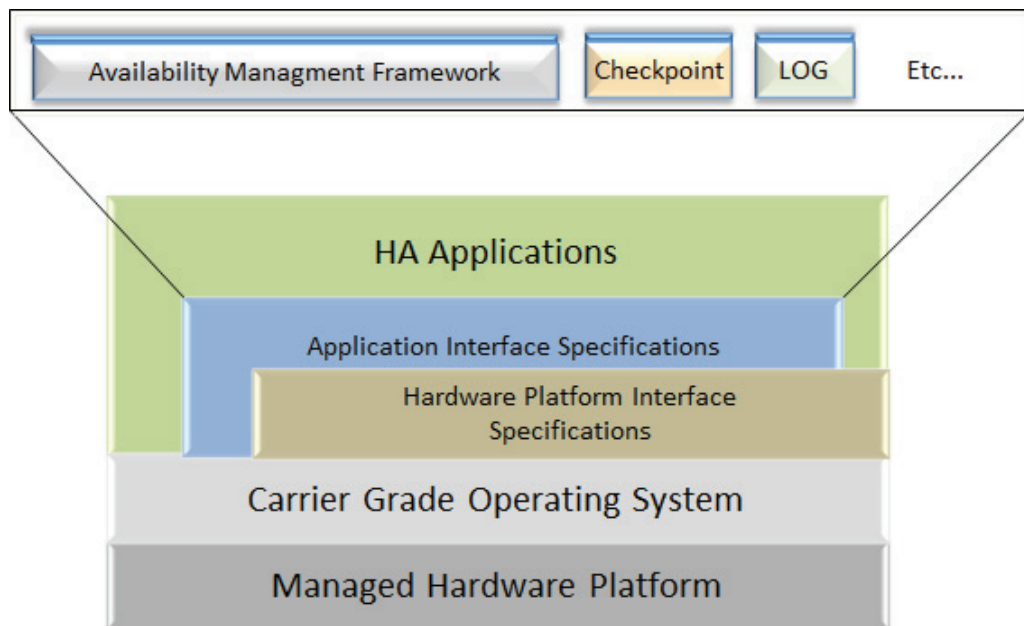 Availability Managment Framework
Checkpoint
LOG
Etc...
HA Applications
Application Interface Specifications
Hardware Platform Interface
Specifications
Carrier Grade Operating System
Managed Hardware Platform